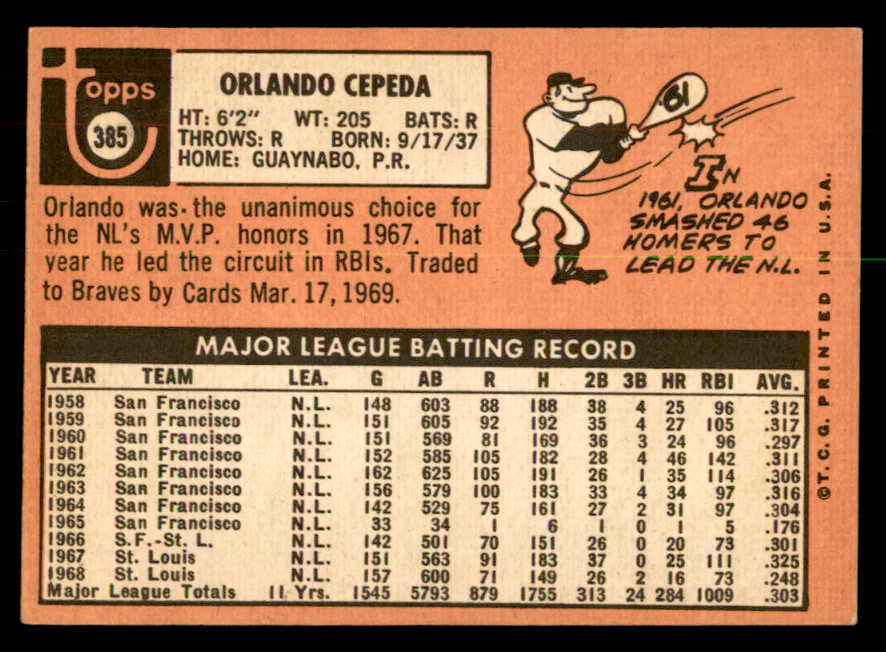 topps
385
ORLANDO CEPEDA
HT: 6'2" WT: 205 BATS: R
THROWS: R BORN: 9/17/37
HOME: GUAYNABO, P.R.
Orlando was the unanimous choice for
the NL's M.V.P. honors in 1967. That
year he led the circuit in RBIs. Traded
to Braves by Cards Mar. 17, 1969.
61
IN
1961, ORLANDO
SMASHED 46
HOMERS TO
LEAD THE N.L.
MAJOR LEAGUE BATTING RECORD
YEAR TEAM LEA. G AB R H 2B 3B HR RBI AVG.
1958 San Francisco N.L. 148 603 88 188 38 4 25 96 .312
1959 San Francisco N.L. 151 605 92 192 35 4 27 105 .317
1960 San Francisco N.L. 151 569 81 169 36 3 24 96 .297
1961 San Francisco N.L. 152 585 105 182 28 4 46 142 .311
1962 San Francisco N.L. 162 625 105 191 26 1 35 114 .306
1963 San Francisco N.L. 156 579 100 183 33 4 34 97 .316
1964 San Francisco N.L. 142 529 75 161 27 2 31 97 .304
1965 San Francisco N.L. 33 34 1 6 1 0 1 5 .176
1966 S.F.-St. L. N.L. 142 501 70 151 26 0 20 73 .301
1967 St. Louis N.L. 151 563 91 183 37 0 25 111 .325
1968 St. Louis N.L. 157 600 71 149 26 2 16 73 .248
Major League Totals 11 Yrs. 1545 5793 879 1755 313 24 284 1009 .303
©T.C.G. PRINTED IN U.S.A.